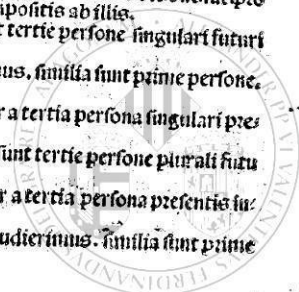 mpositis ab illis.
t tertie persone singulari futuri
mus, similia sunt prime persone.
r a tertia persona singulari pre⸗
sunt tertie persone plurali futu
r a tertia persona presentis in⸗
udierimus. similia sunt prime